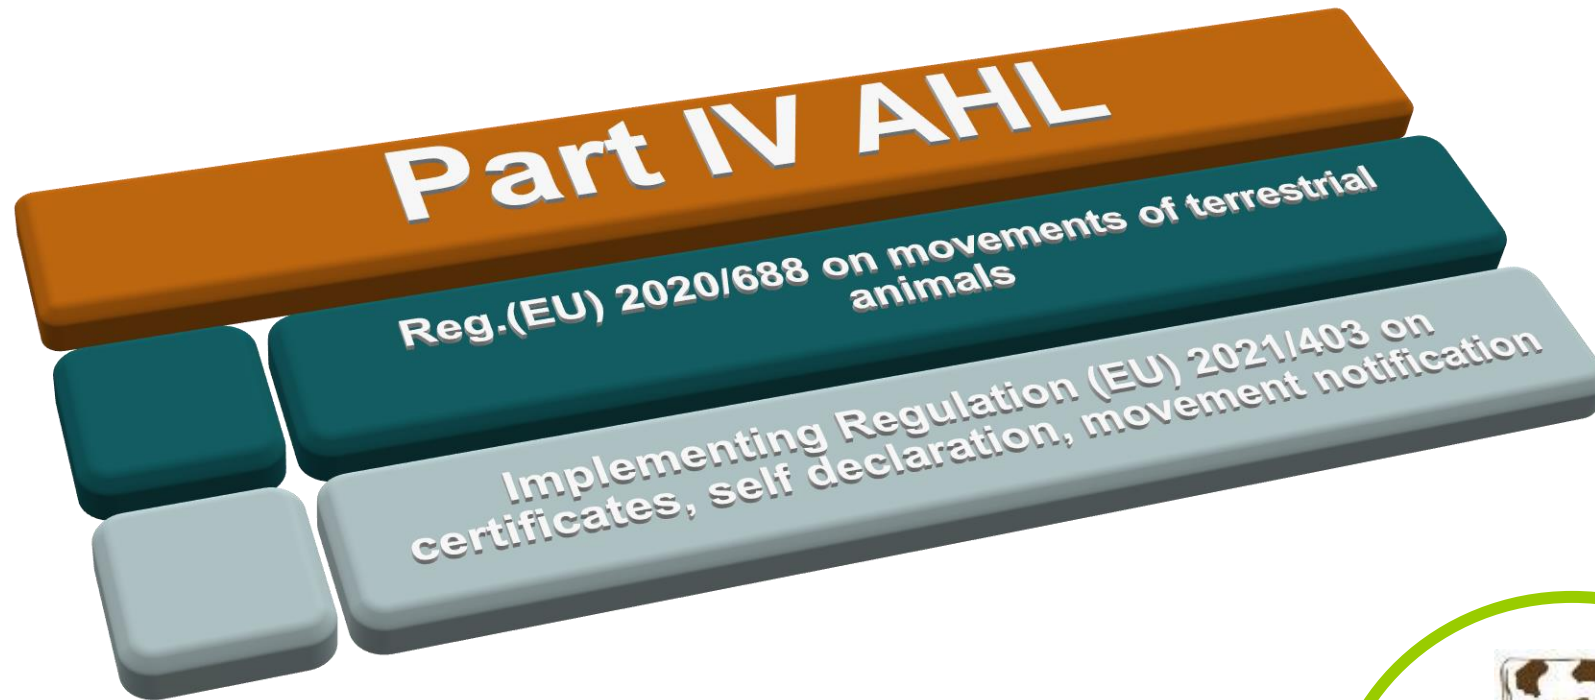 Part IV AHL
Reg.(EU) 2020/688 on movements of terrestrial
animals
Implementing Regulation (EU) 2021/403 on
certificates, self declaration, movement notification